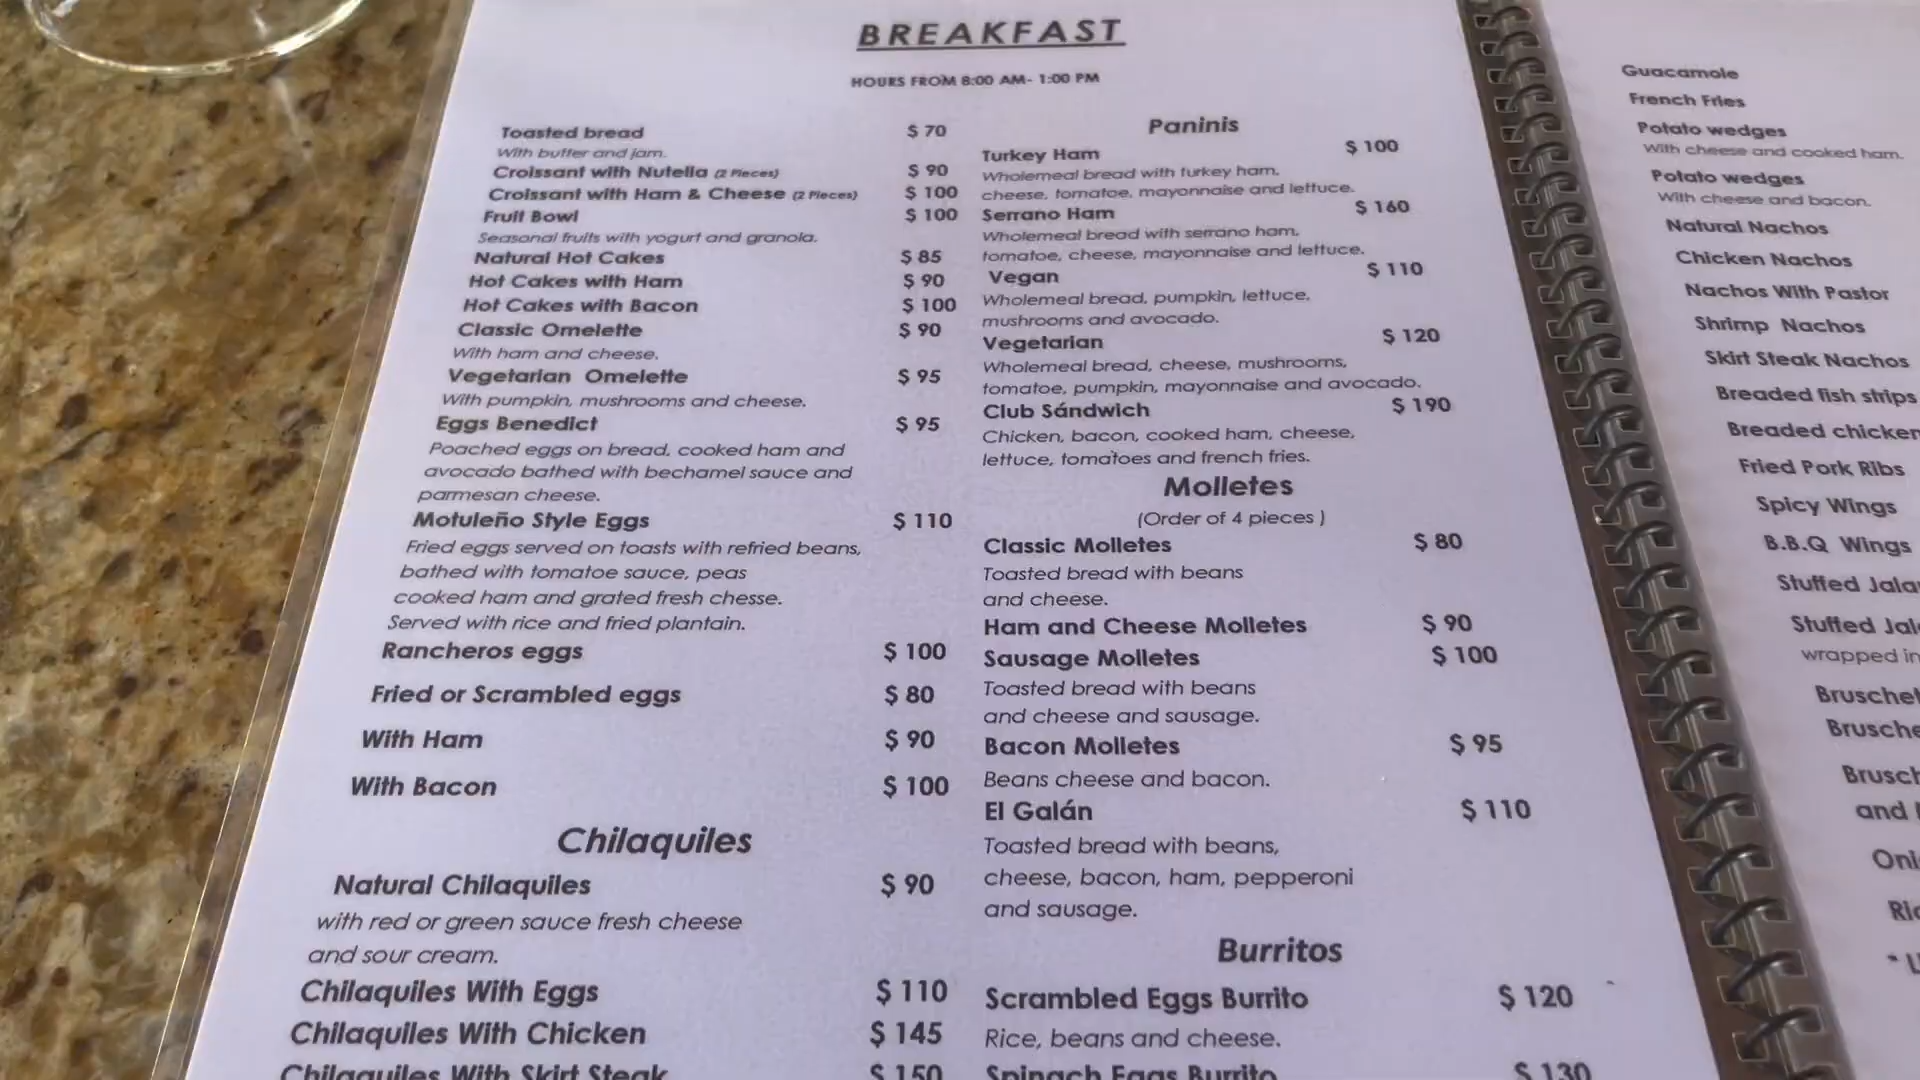 BREAKFAST
HOURS FROM 8:00 AM- 1:00 PM
Toasted bread $ 70
With butter and jam.
Croissant with Nutella (2 Pieces) $ 90
Croissant with Ham & Cheese (2 Pieces) $ 100
Fruit Bowl $ 100
Seasonal fruits with yogurt and granola.
Natural Hot Cakes $ 85
Hot Cakes with Ham $ 90
Hot Cakes with Bacon $ 100
Classic Omelette $ 90
With ham and cheese.
Vegetarian Omelette $ 95
With pumpkin, mushrooms and cheese.
Eggs Benedict $ 95
Poached eggs on bread, cooked ham and
avocado bathed with bechamel sauce and
parmesan cheese.
Motuleño Style Eggs $ 110
Fried eggs served on toasts with refried beans,
bathed with tomatoe sauce, peas
cooked ham and grated fresh chesse.
Served with rice and fried plantain.
Rancheros eggs $ 100
Fried or Scrambled eggs $ 80
With Ham $ 90
With Bacon $ 100
Chilaquiles
Natural Chilaquiles $ 90
with red or green sauce fresh cheese
and sour cream.
Chilaquiles With Eggs $ 110
Chilaquiles With Chicken $ 145
Chilaquiles With Skirt Steak $ 150
Paninis
Turkey Ham $ 100
Wholemeal bread with turkey ham,
cheese, tomatoe, mayonnaise and lettuce.
Serrano Ham $ 160
Wholemeal bread with serrano ham,
tomatoe, cheese, mayonnaise and lettuce.
Vegan $ 110
Wholemeal bread, pumpkin, lettuce,
mushrooms and avocado.
Vegetarian $ 120
Wholemeal bread, cheese, mushrooms,
tomatoe, pumpkin, mayonnaise and avocado.
Club Sándwich $ 190
Chicken, bacon, cooked ham, cheese,
lettuce, tomatoes and french fries.
Molletes
(Order of 4 pieces )
Classic Molletes $ 80
Toasted bread with beans
and cheese.
Ham and Cheese Molletes $ 90
Sausage Molletes $ 100
Toasted bread with beans
and cheese and sausage.
Bacon Molletes $ 95
Beans cheese and bacon.
El Galán $ 110
Toasted bread with beans,
cheese, bacon, ham, pepperoni
and sausage.
Burritos
Scrambled Eggs Burrito $ 120
Rice, beans and cheese.
Spinach Eggs Burrito $ 130
Guacamole
French Fries
Potato wedges
With cheese and cooked ham.
Potato wedges
With cheese and bacon.
Natural Nachos
Chicken Nachos
Nachos With Pastor
Shrimp Nachos
Skirt Steak Nachos
Breaded fish strips
Breaded chicken
Fried Pork Ribs
Spicy Wings
B.B.Q Wings
Stuffed
Stuffed
wrapped in
and